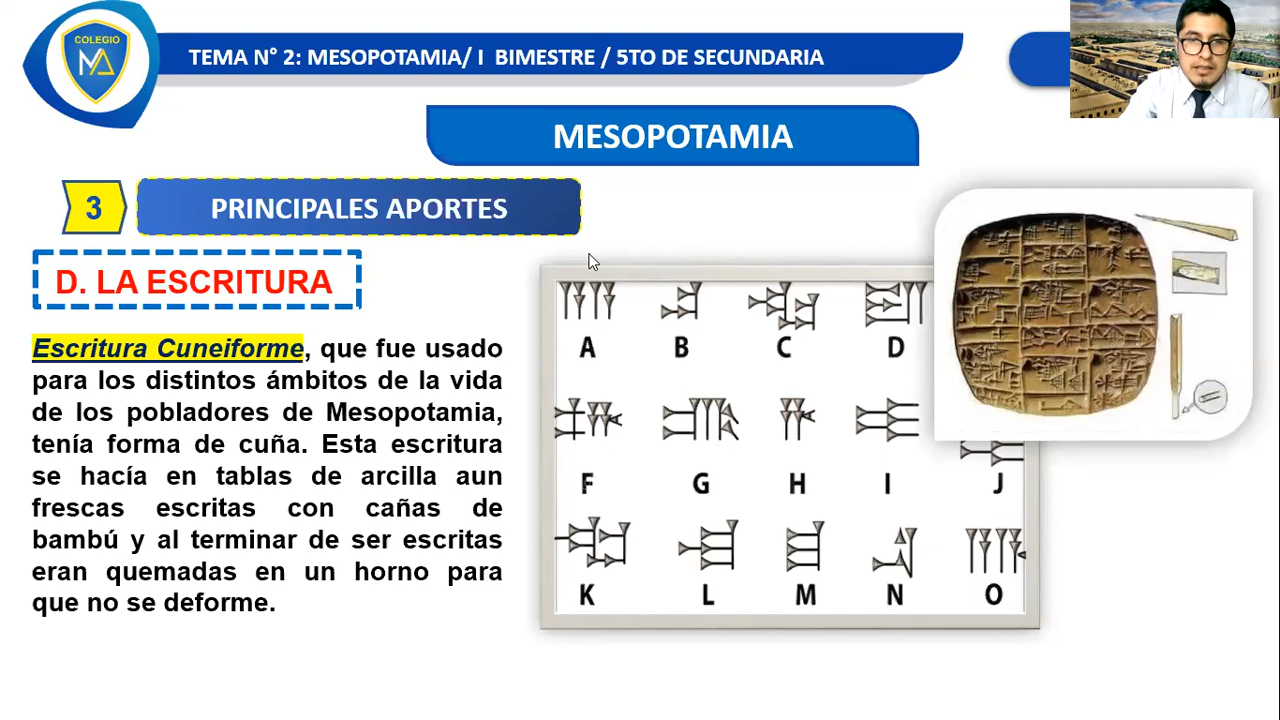 COLEGIO
TEMA N° 2: MESOPOTAMIA/ I BIMESTRE / 5TO DE SECUNDARIA
MESOPOTAMIA
3
PRINCIPALES APORTES
D. LA ESCRITURA
Escritura Cuneiforme, que fue usado
para los distintos ámbitos de la vida
de los pobladores de Mesopotamia,
tenía forma de cuña. Esta escritura
se hacía en tablas de arcilla aun
frescas escritas con cañas de
bambú y al terminar de ser escritas
eran quemadas en un horno para
que no se deforme.
A B C D
F G H I J
K L M N O